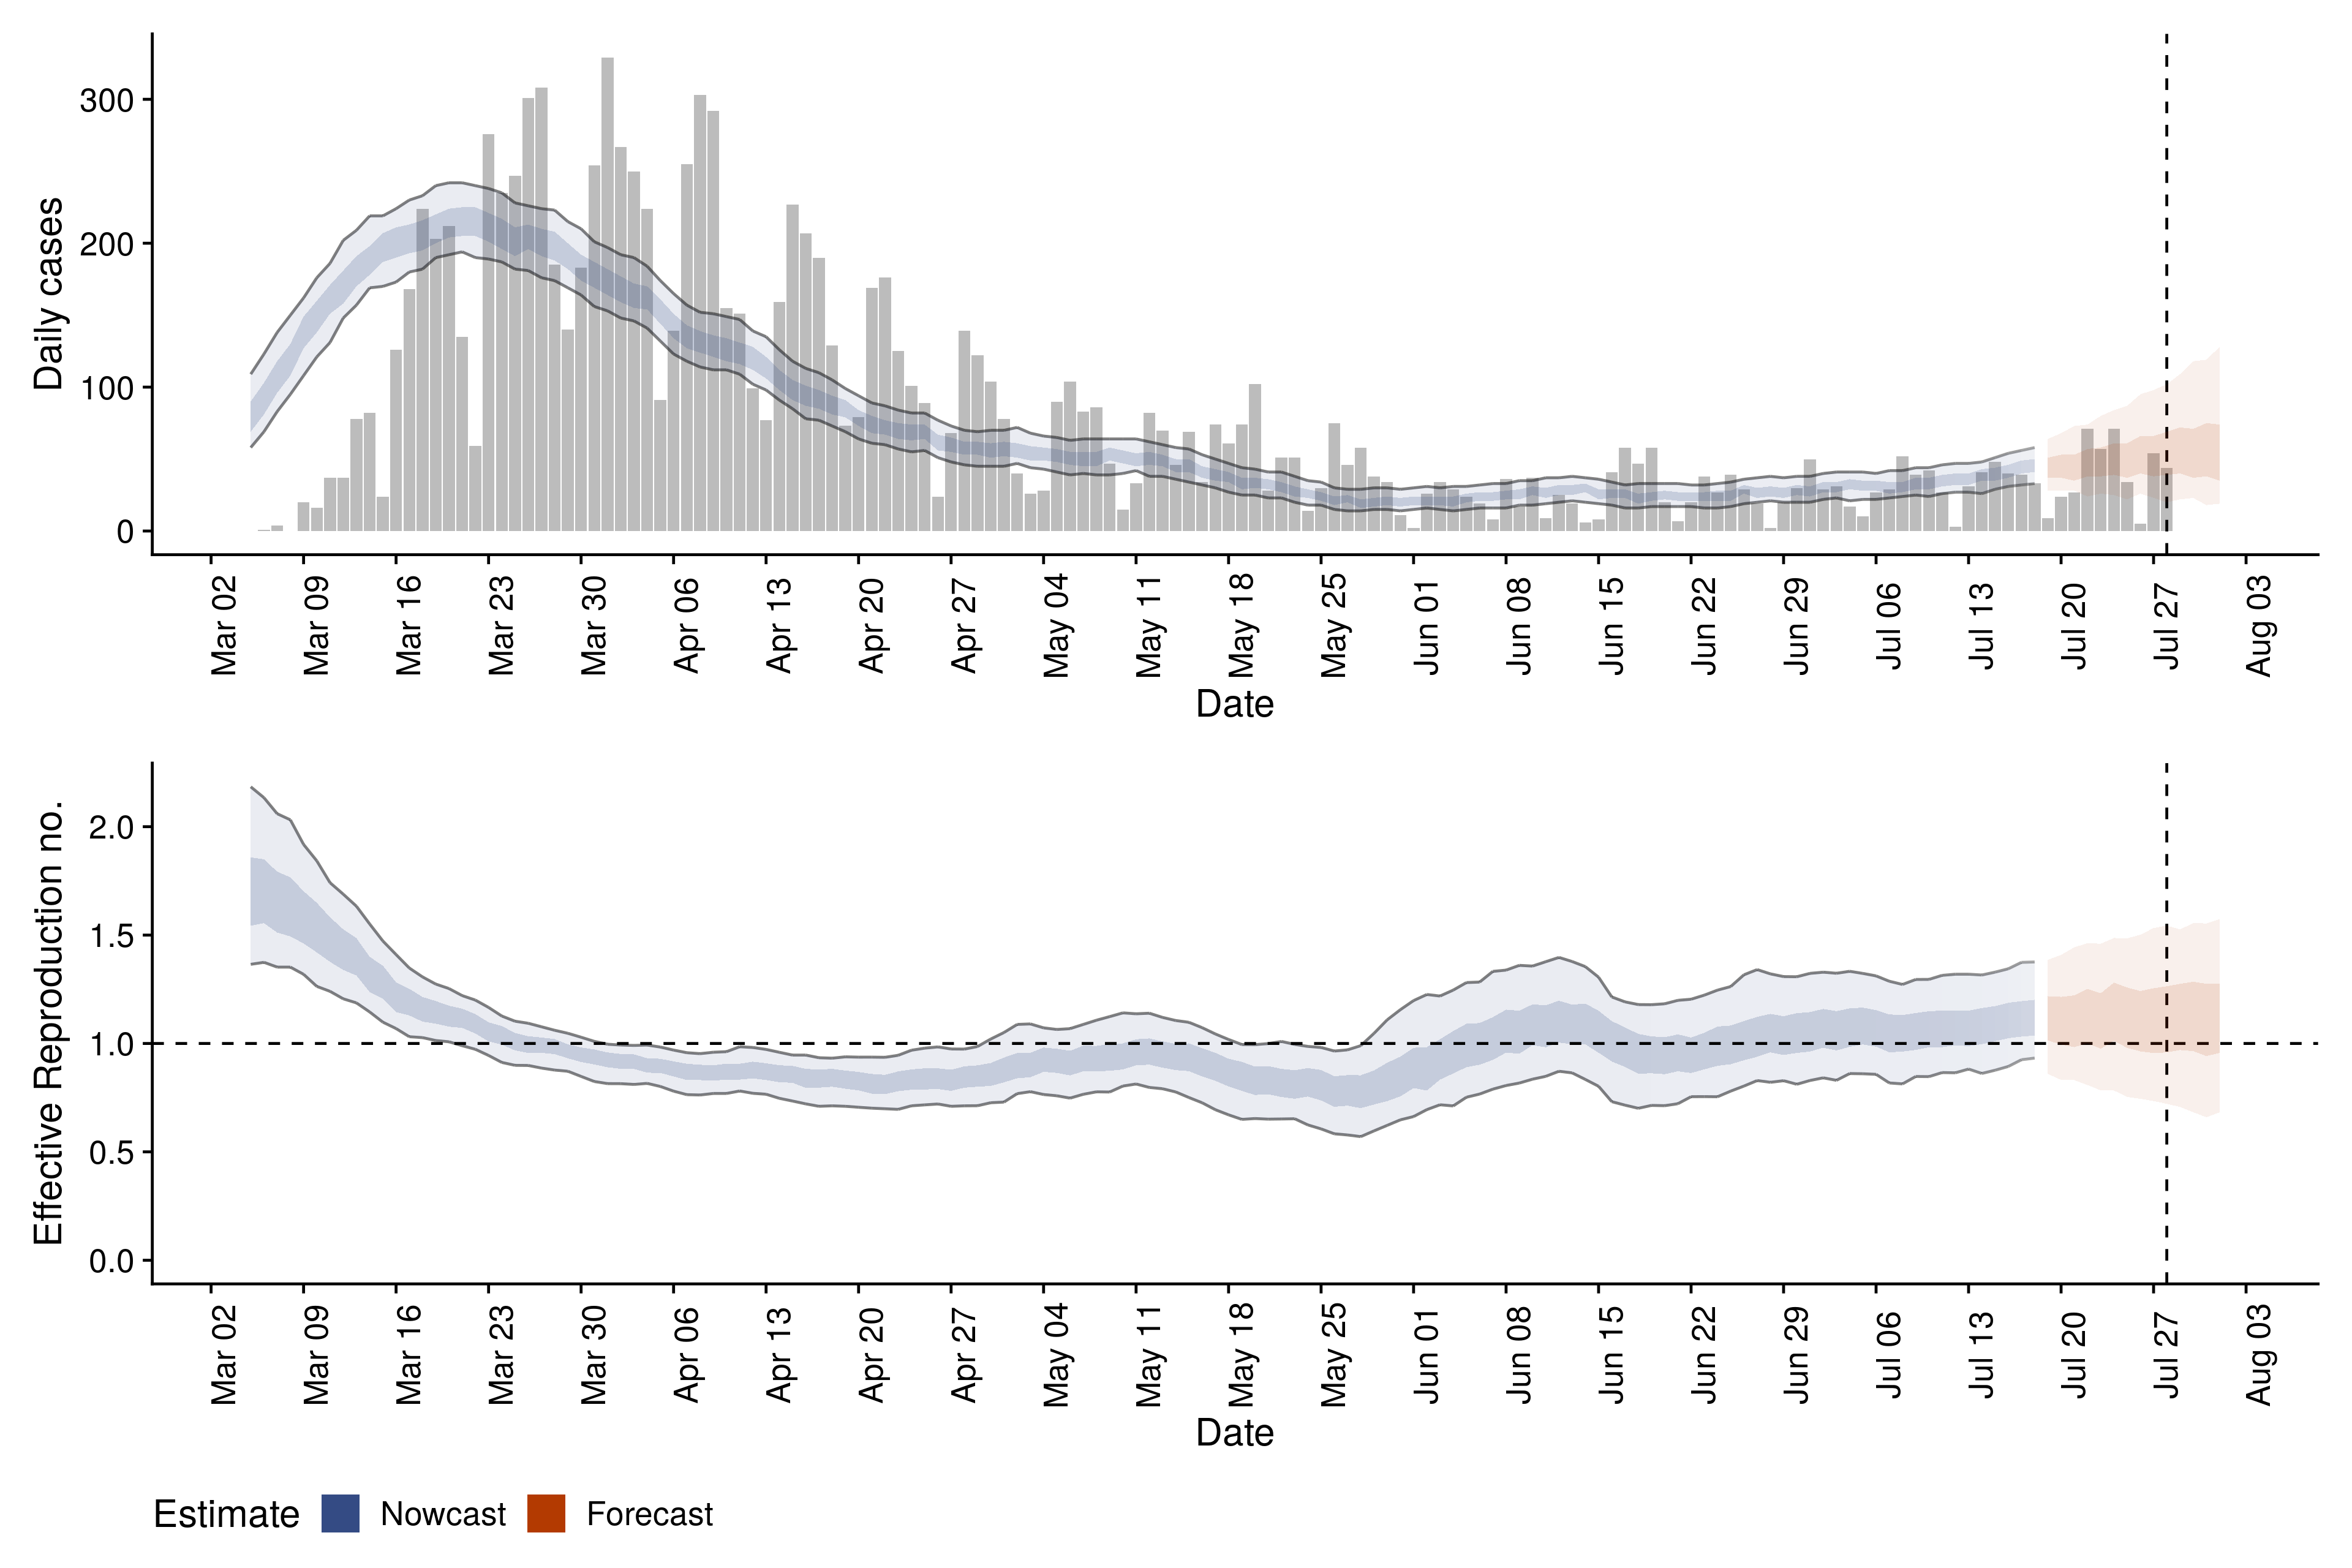 Daily cases
300
200
100
0
Mar 02 Mar 09 Mar 16 Mar 23 Mar 30 Apr 06 Apr 13 Apr 20 Apr 27 May 04 May 11 May 18 May 25 Jun 01 Jun 08 Jun 15 Jun 22 Jun 29 Jul 06 Jul 13 Jul 20 Jul 27 Aug 03
Date
Effective Reproduction no.
2.0
1.5
1.0
0.5
0.0
Mar 02 Mar 09 Mar 16 Mar 23 Mar 30 Apr 06 Apr 13 Apr 20 Apr 27 May 04 May 11 May 18 May 25 Jun 01 Jun 08 Jun 15 Jun 22 Jun 29 Jul 06 Jul 13 Jul 20 Jul 27 Aug 03
Date
Estimate Nowcast Forecast